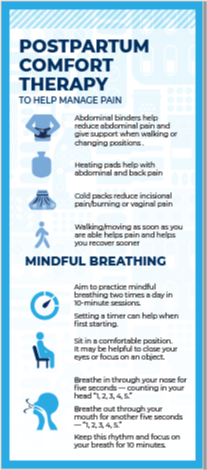 POSTPARTUM
COMFORT
THERAPY
TO HELP MANAGE PAIN
Abdominal binders help
reduce abdominal pain and
give support when walking or
changing positions.
Heating pads help with
abdominal and back pain
Cold packs reduce incisional
pain/burning or vaginal pain
Walking/moving as soon as you
are able helps pain and helps
you recover sooner
MINDFUL BREATHING
Aim to practice mindful
breathing two times a day in
10-minute sessions.
Setting a timer can help when
first starting.
Sit in a comfortable position.
It may be helpful to close your
eyes or focus on an object.
Breathe in through your nose for
five seconds — counting in your
head “1, 2, 3, 4, 5.”
Breathe out through your
mouth for another five seconds
— “1, 2, 3, 4, 5.”
Keep this rhythm and focus on
your breath for 10 minutes.